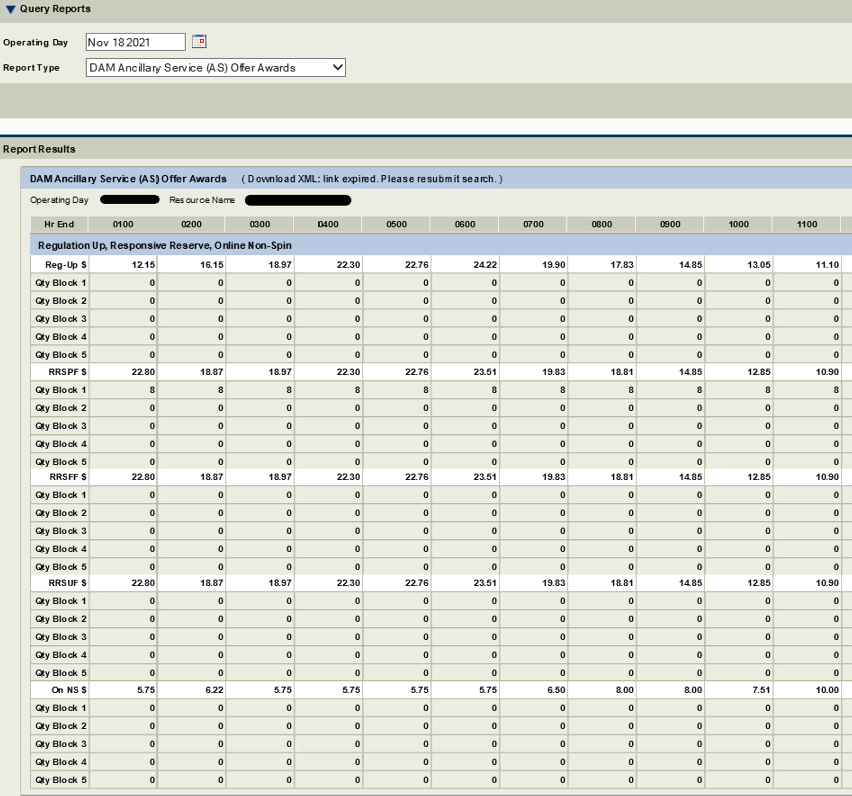 Query Reports
Operating Day Nov 18 2021
Report Type DAM Ancillary Service (AS) Offer Awards
Report Results
DAM Ancillary Service (AS) Offer Awards ( Download XML: link expired. Please resubmit search. )
Operating Day Resource Name
Hr End 0100 0200 0300 0400 0500 0600 0700 0800 0900 1000 1100
Regulation Up, Responsive Reserve, Online Non-Spin
Reg-Up $ 12.15 16.15 18.97 22.30 22.76 24.22 19.90 17.83 14.85 13.05 11.10
Qty Block 1 0 0 0 0 0 0 0 0 0 0 0
Qty Block 2 0 0 0 0 0 0 0 0 0 0 0
Qty Block 3 0 0 0 0 0 0 0 0 0 0 0
Qty Block 4 0 0 0 0 0 0 0 0 0 0 0
Qty Block 5 0 0 0 0 0 0 0 0 0 0 0
RRSPF $ 22.80 18.87 18.97 22.30 22.76 23.51 19.83 18.81 14.85 12.85 10.90
Qty Block 1 8 8 8 8 8 8 8 8 8 8 8
Qty Block 2 0 0 0 0 0 0 0 0 0 0 0
Qty Block 3 0 0 0 0 0 0 0 0 0 0 0
Qty Block 4 0 0 0 0 0 0 0 0 0 0 0
Qty Block 5 0 0 0 0 0 0 0 0 0 0 0
RRSFF $ 22.80 18.87 18.97 22.30 22.76 23.51 19.83 18.81 14.85 12.85 10.90
Qty Block 1 0 0 0 0 0 0 0 0 0 0 0
Qty Block 2 0 0 0 0 0 0 0 0 0 0 0
Qty Block 3 0 0 0 0 0 0 0 0 0 0 0
Qty Block 4 0 0 0 0 0 0 0 0 0 0 0
Qty Block 5 0 0 0 0 0 0 0 0 0 0 0
RRSUF $ 22.80 18.87 18.97 22.30 22.76 23.51 19.83 18.81 14.85 12.85 10.90
Qty Block 1 0 0 0 0 0 0 0 0 0 0 0
Qty Block 2 0 0 0 0 0 0 0 0 0 0 0
Qty Block 3 0 0 0 0 0 0 0 0 0 0 0
Qty Block 4 0 0 0 0 0 0 0 0 0 0 0
Qty Block 5 0 0 0 0 0 0 0 0 0 0 0
On NS $ 5.75 6.22 5.75 5.75 5.75 5.75 6.50 8.00 8.00 7.51 10.00
Qty Block 1 0 0 0 0 0 0 0 0 0 0 0
Qty Block 2 0 0 0 0 0 0 0 0 0 0 0
Qty Block 3 0 0 0 0 0 0 0 0 0 0 0
Qty Block 4 0 0 0 0 0 0 0 0 0 0 0
Qty Block 5 0 0 0 0 0 0 0 0 0 0 0